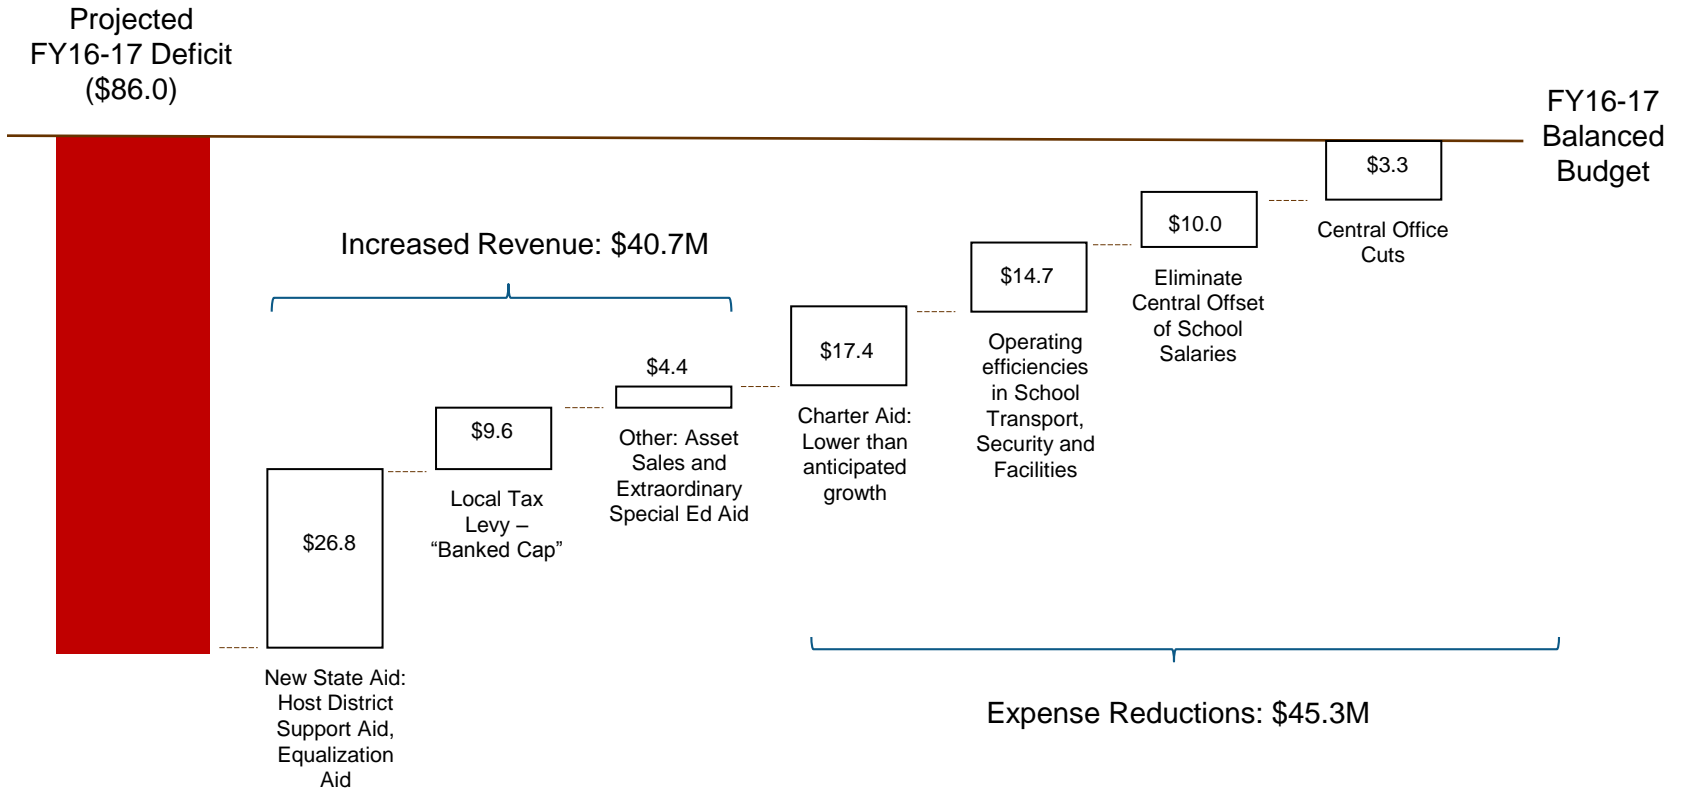 Projected
FY16-17 Deficit
($86.0)
FY16-17
Balanced
Budget
Increased Revenue: $40.7M
$26.8
New State Aid:
Host District
Support Aid,
Equalization
Aid
$9.6
Local Tax
Levy –
“Banked Cap”
$4.4
Other: Asset
Sales and
Extraordinary
Special Ed Aid
$17.4
Charter Aid:
Lower than
anticipated
growth
$14.7
Operating
efficiencies
in School
Transport,
Security and
Facilities
$10.0
Eliminate
Central Offset
of School
Salaries
$3.3
Central Office
Cuts
Expense Reductions: $45.3M